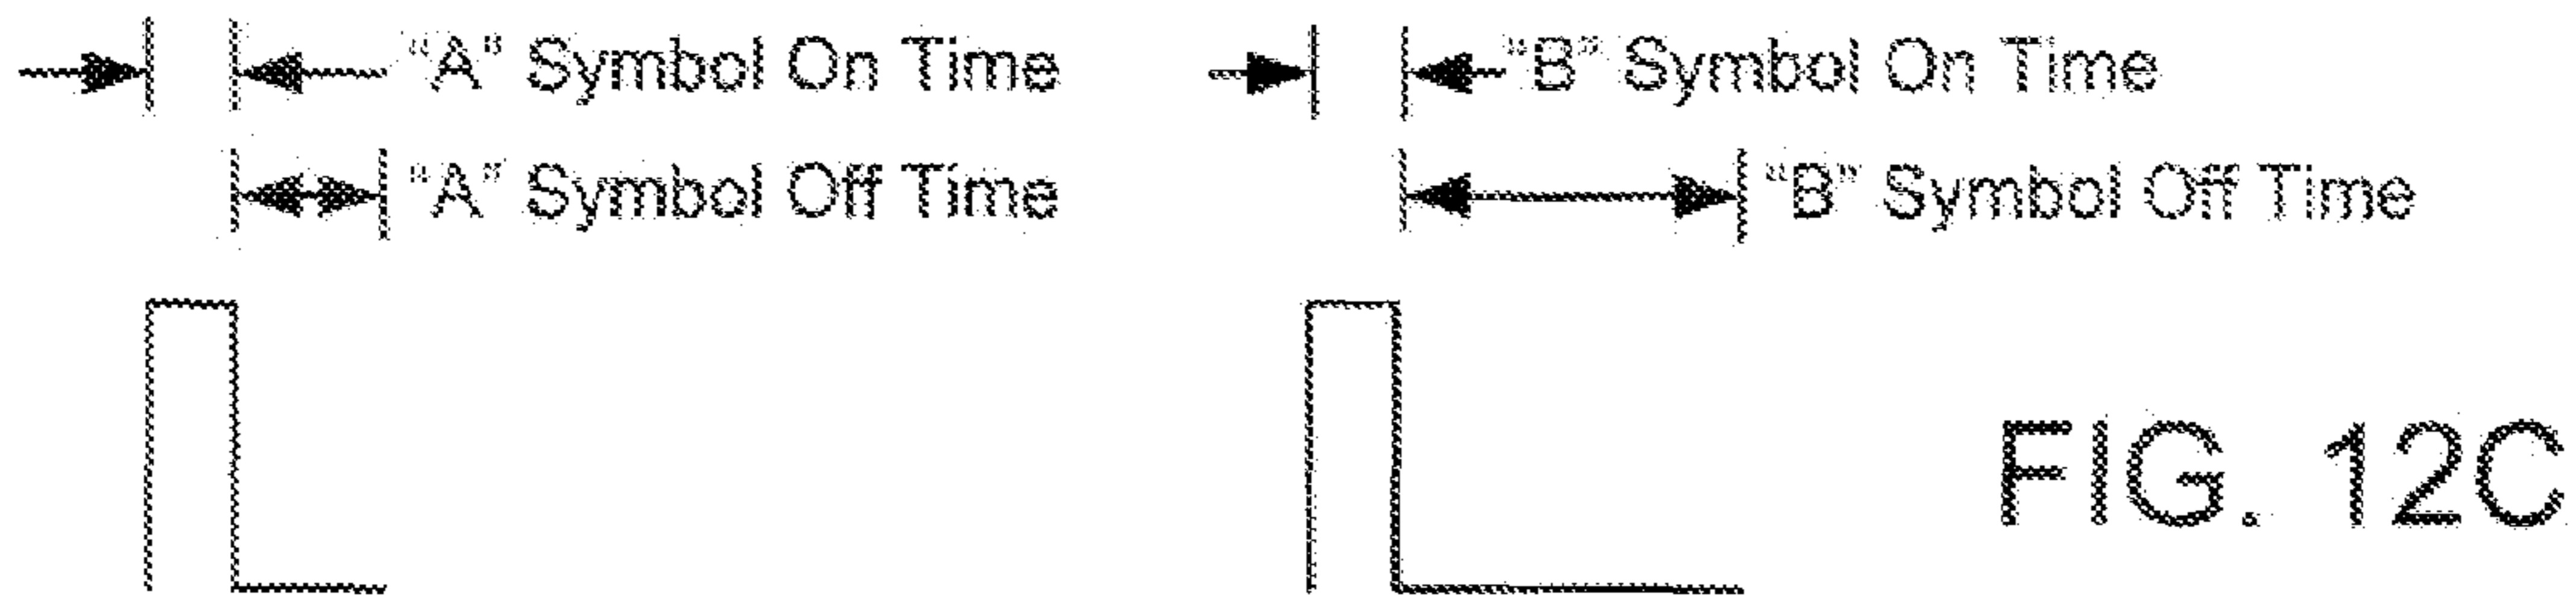 "A" Symbol On Time
"B" Symbol On Time
"A" Symbol Off Time
"B" Symbol Off Time
FIG. 12C